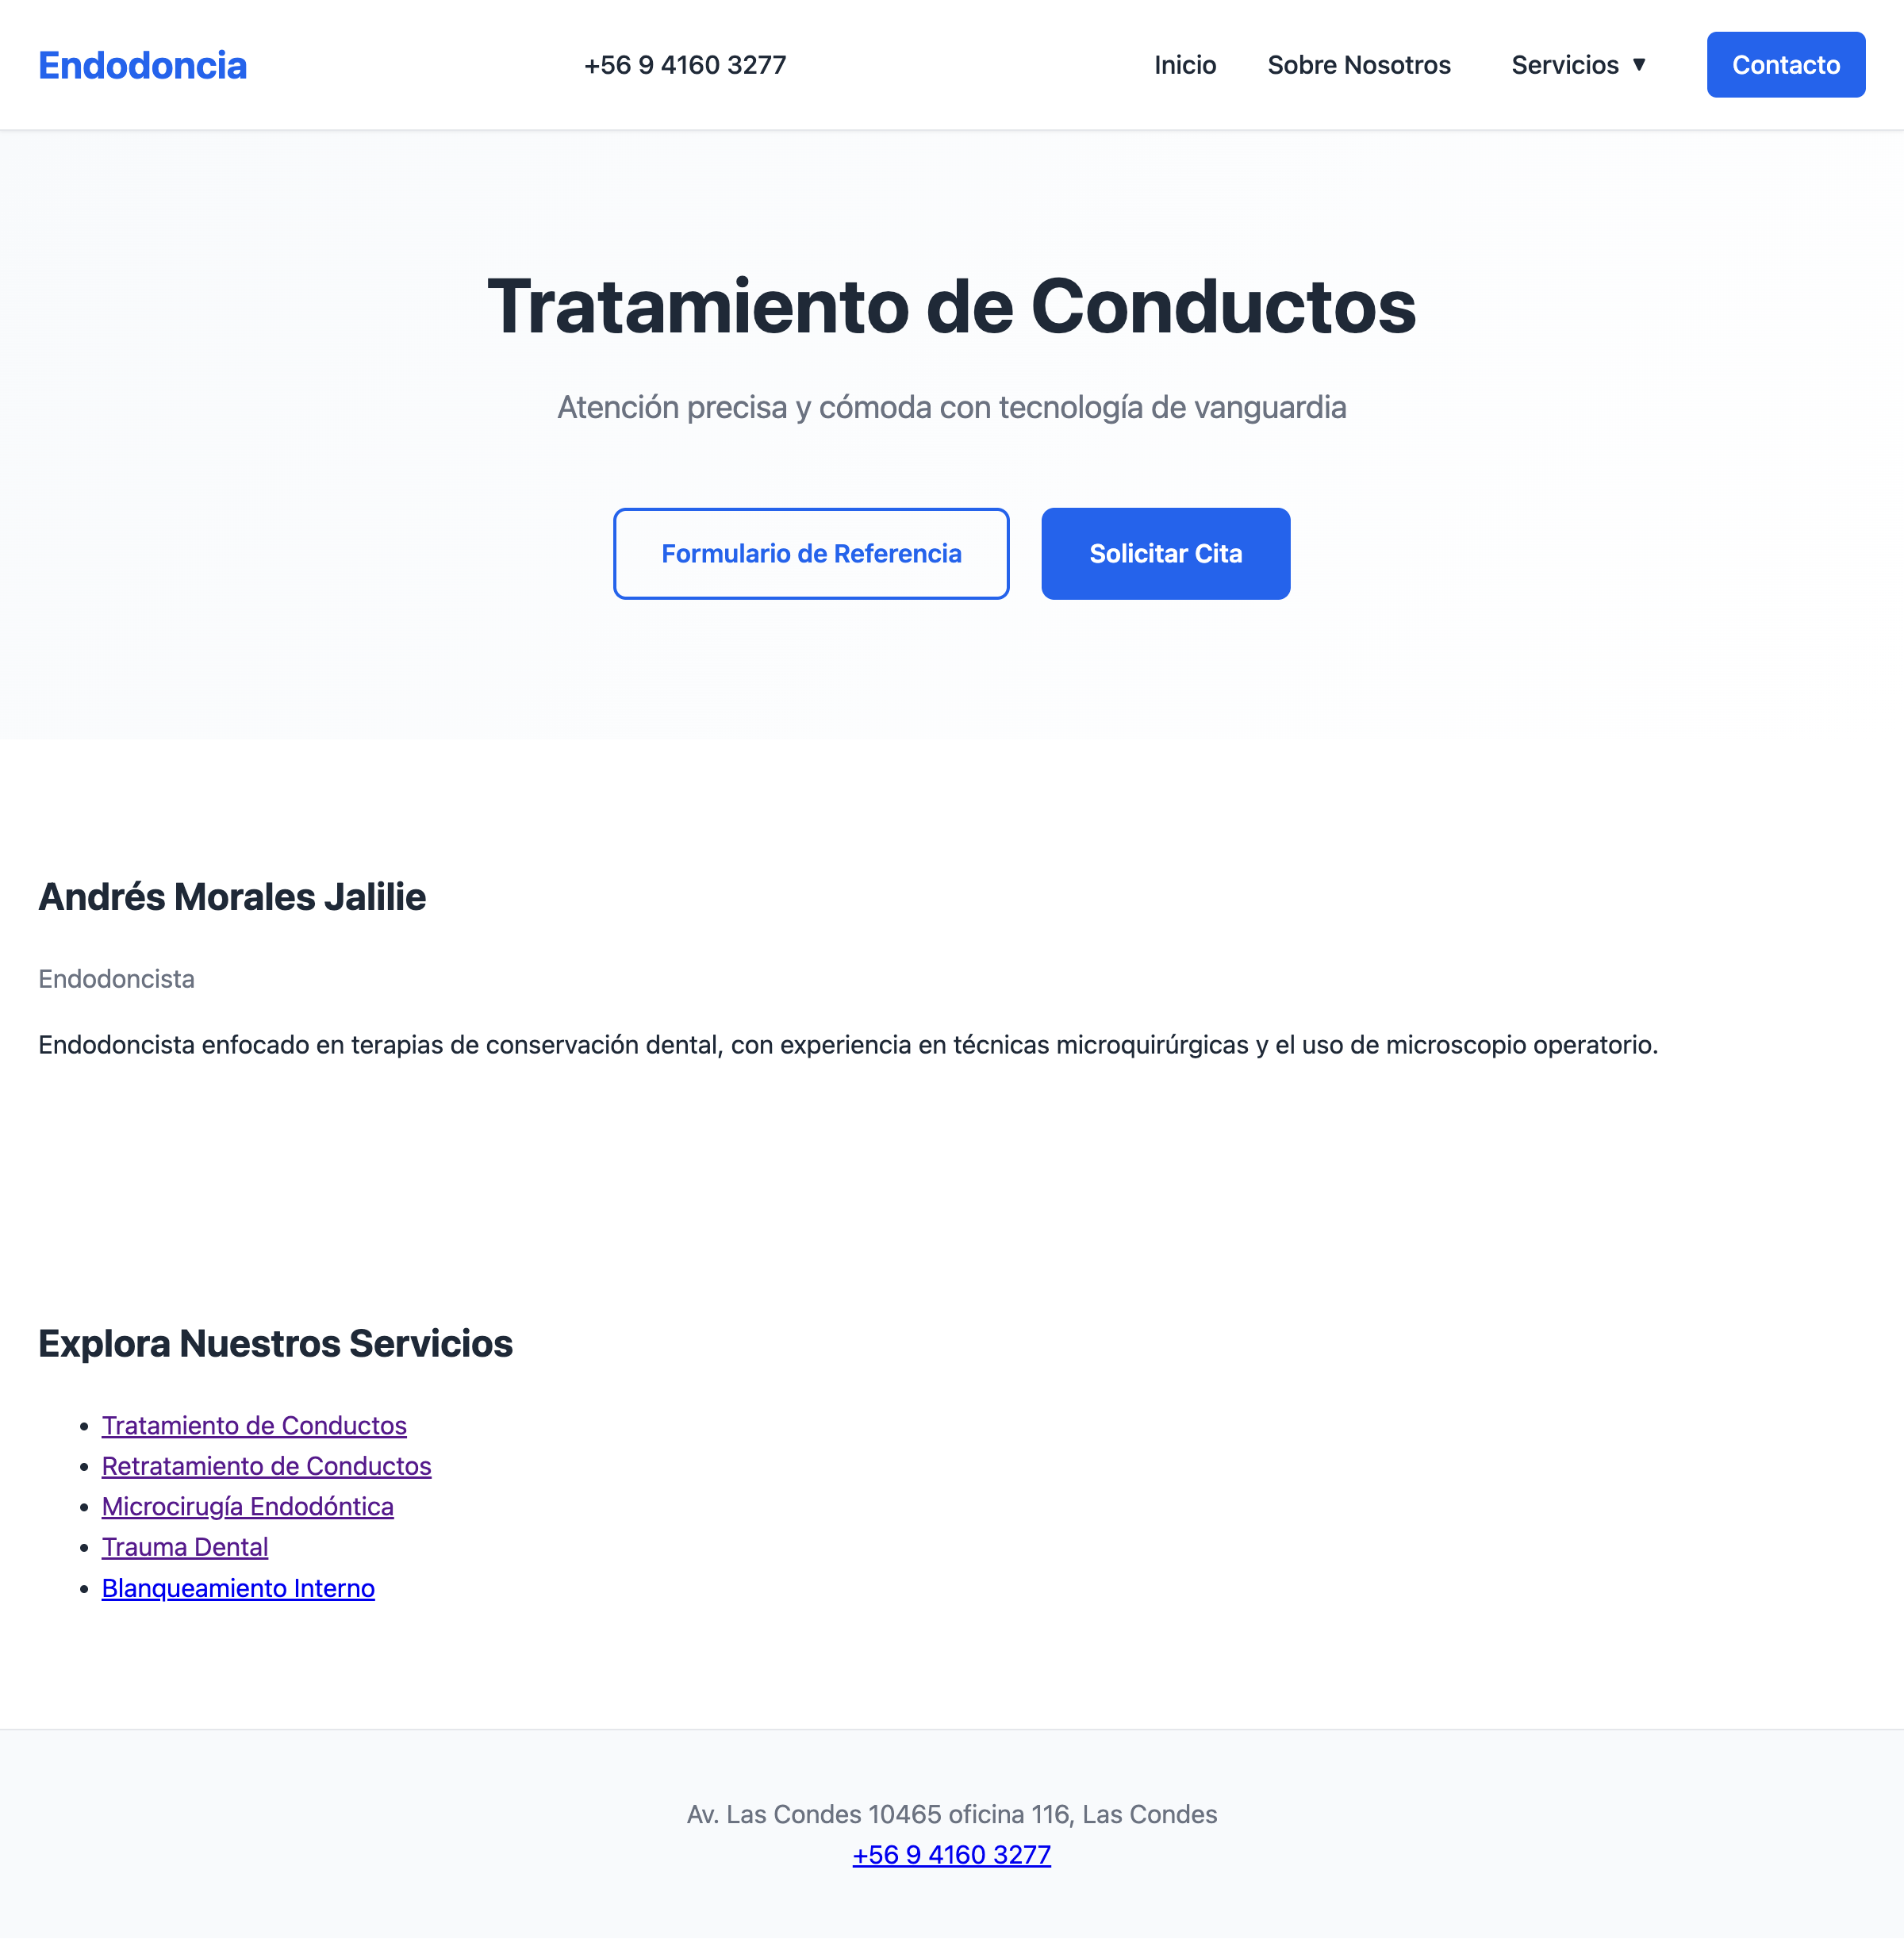 Endodoncia
+56 9 4160 3277
Inicio
Sobre Nosotros
Servicios ▼
Contacto
Tratamiento de Conductos
Atención precisa y cómoda con tecnología de vanguardia
Formulario de Referencia
Solicitar Cita
Andrés Morales Jalilie
Endodoncista
Endodoncista enfocado en terapias de conservación dental, con experiencia en técnicas microquirúrgicas y el uso de microscopio operatorio.
Explora Nuestros Servicios
• Tratamiento de Conductos
• Retratamiento de Conductos
• Microcirugía Endodóntica
• Trauma Dental
• Blanqueamiento Interno
Av. Las Condes 10465 oficina 116, Las Condes
+56 9 4160 3277